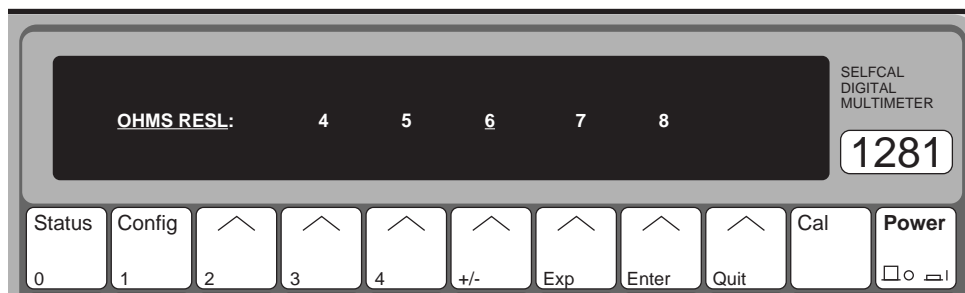 SELFCAL
DIGITAL
MULTIMETER
OHMS RESL: 4 5 6 7 8
1281
Status Config Cal Power
0 1 2 3 4 +/- Exp Enter Quit